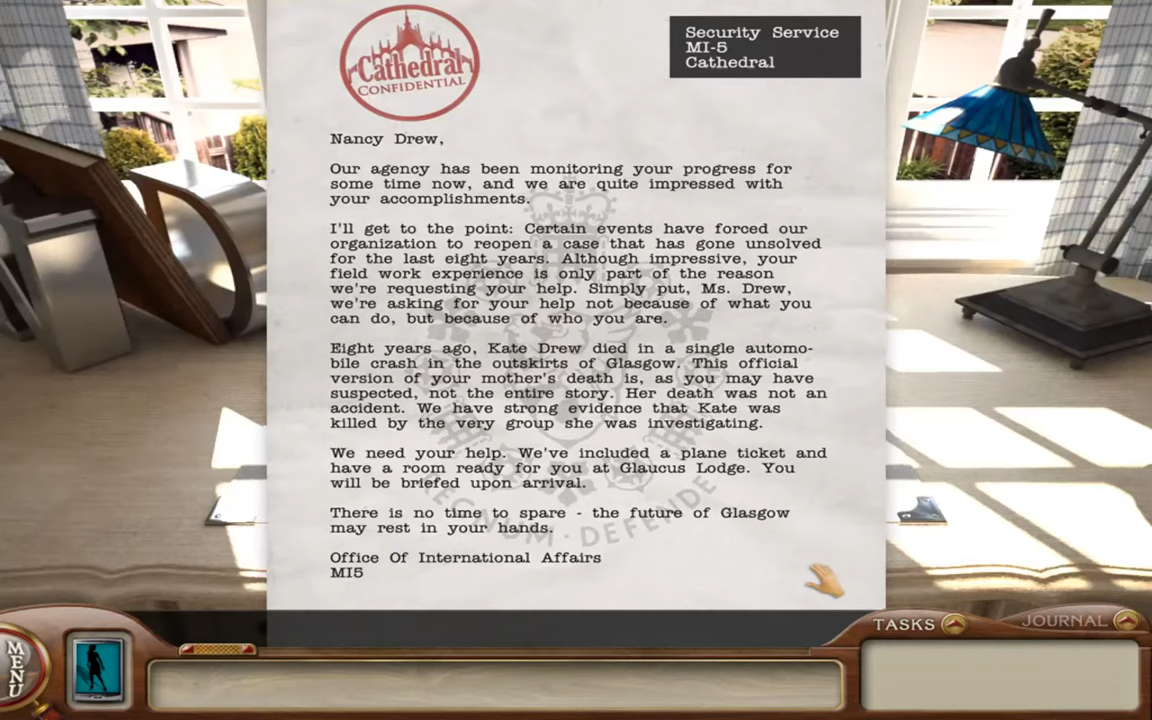 Cathedral
CONFIDENTIAL
Security Service
MI-5
Cathedral
Nancy Drew,
Our agency has been monitoring your progress for
some time now, and we are quite impressed with
your accomplishments.
I'll get to the point: Certain events have forced our
organization to reopen a case that has gone unsolved
for the last eight years. Although impressive, your
field work experience is only part of the reason
we're requesting your help. Simply put, Ms. Drew,
we're asking for your help not because of what you
can do, but because of who you are.
Eight years ago, Kate Drew died in a single automo-
bile crash in the outskirts of Glasgow. This official
version of your mother's death is, as you may have
suspected, not the entire story. Her death was not an
accident. We have strong evidence that Kate was
killed by the very group she was investigating.
We need your help. We've included a plane ticket and
have a room ready for you at Glaucus Lodge. You
will be briefed upon arrival.
There is no time to spare - the future of Glasgow
may rest in your hands.
Office Of International Affairs
MI5
REGNUM · DEFENDE
TASKS
JOURNAL
MENU